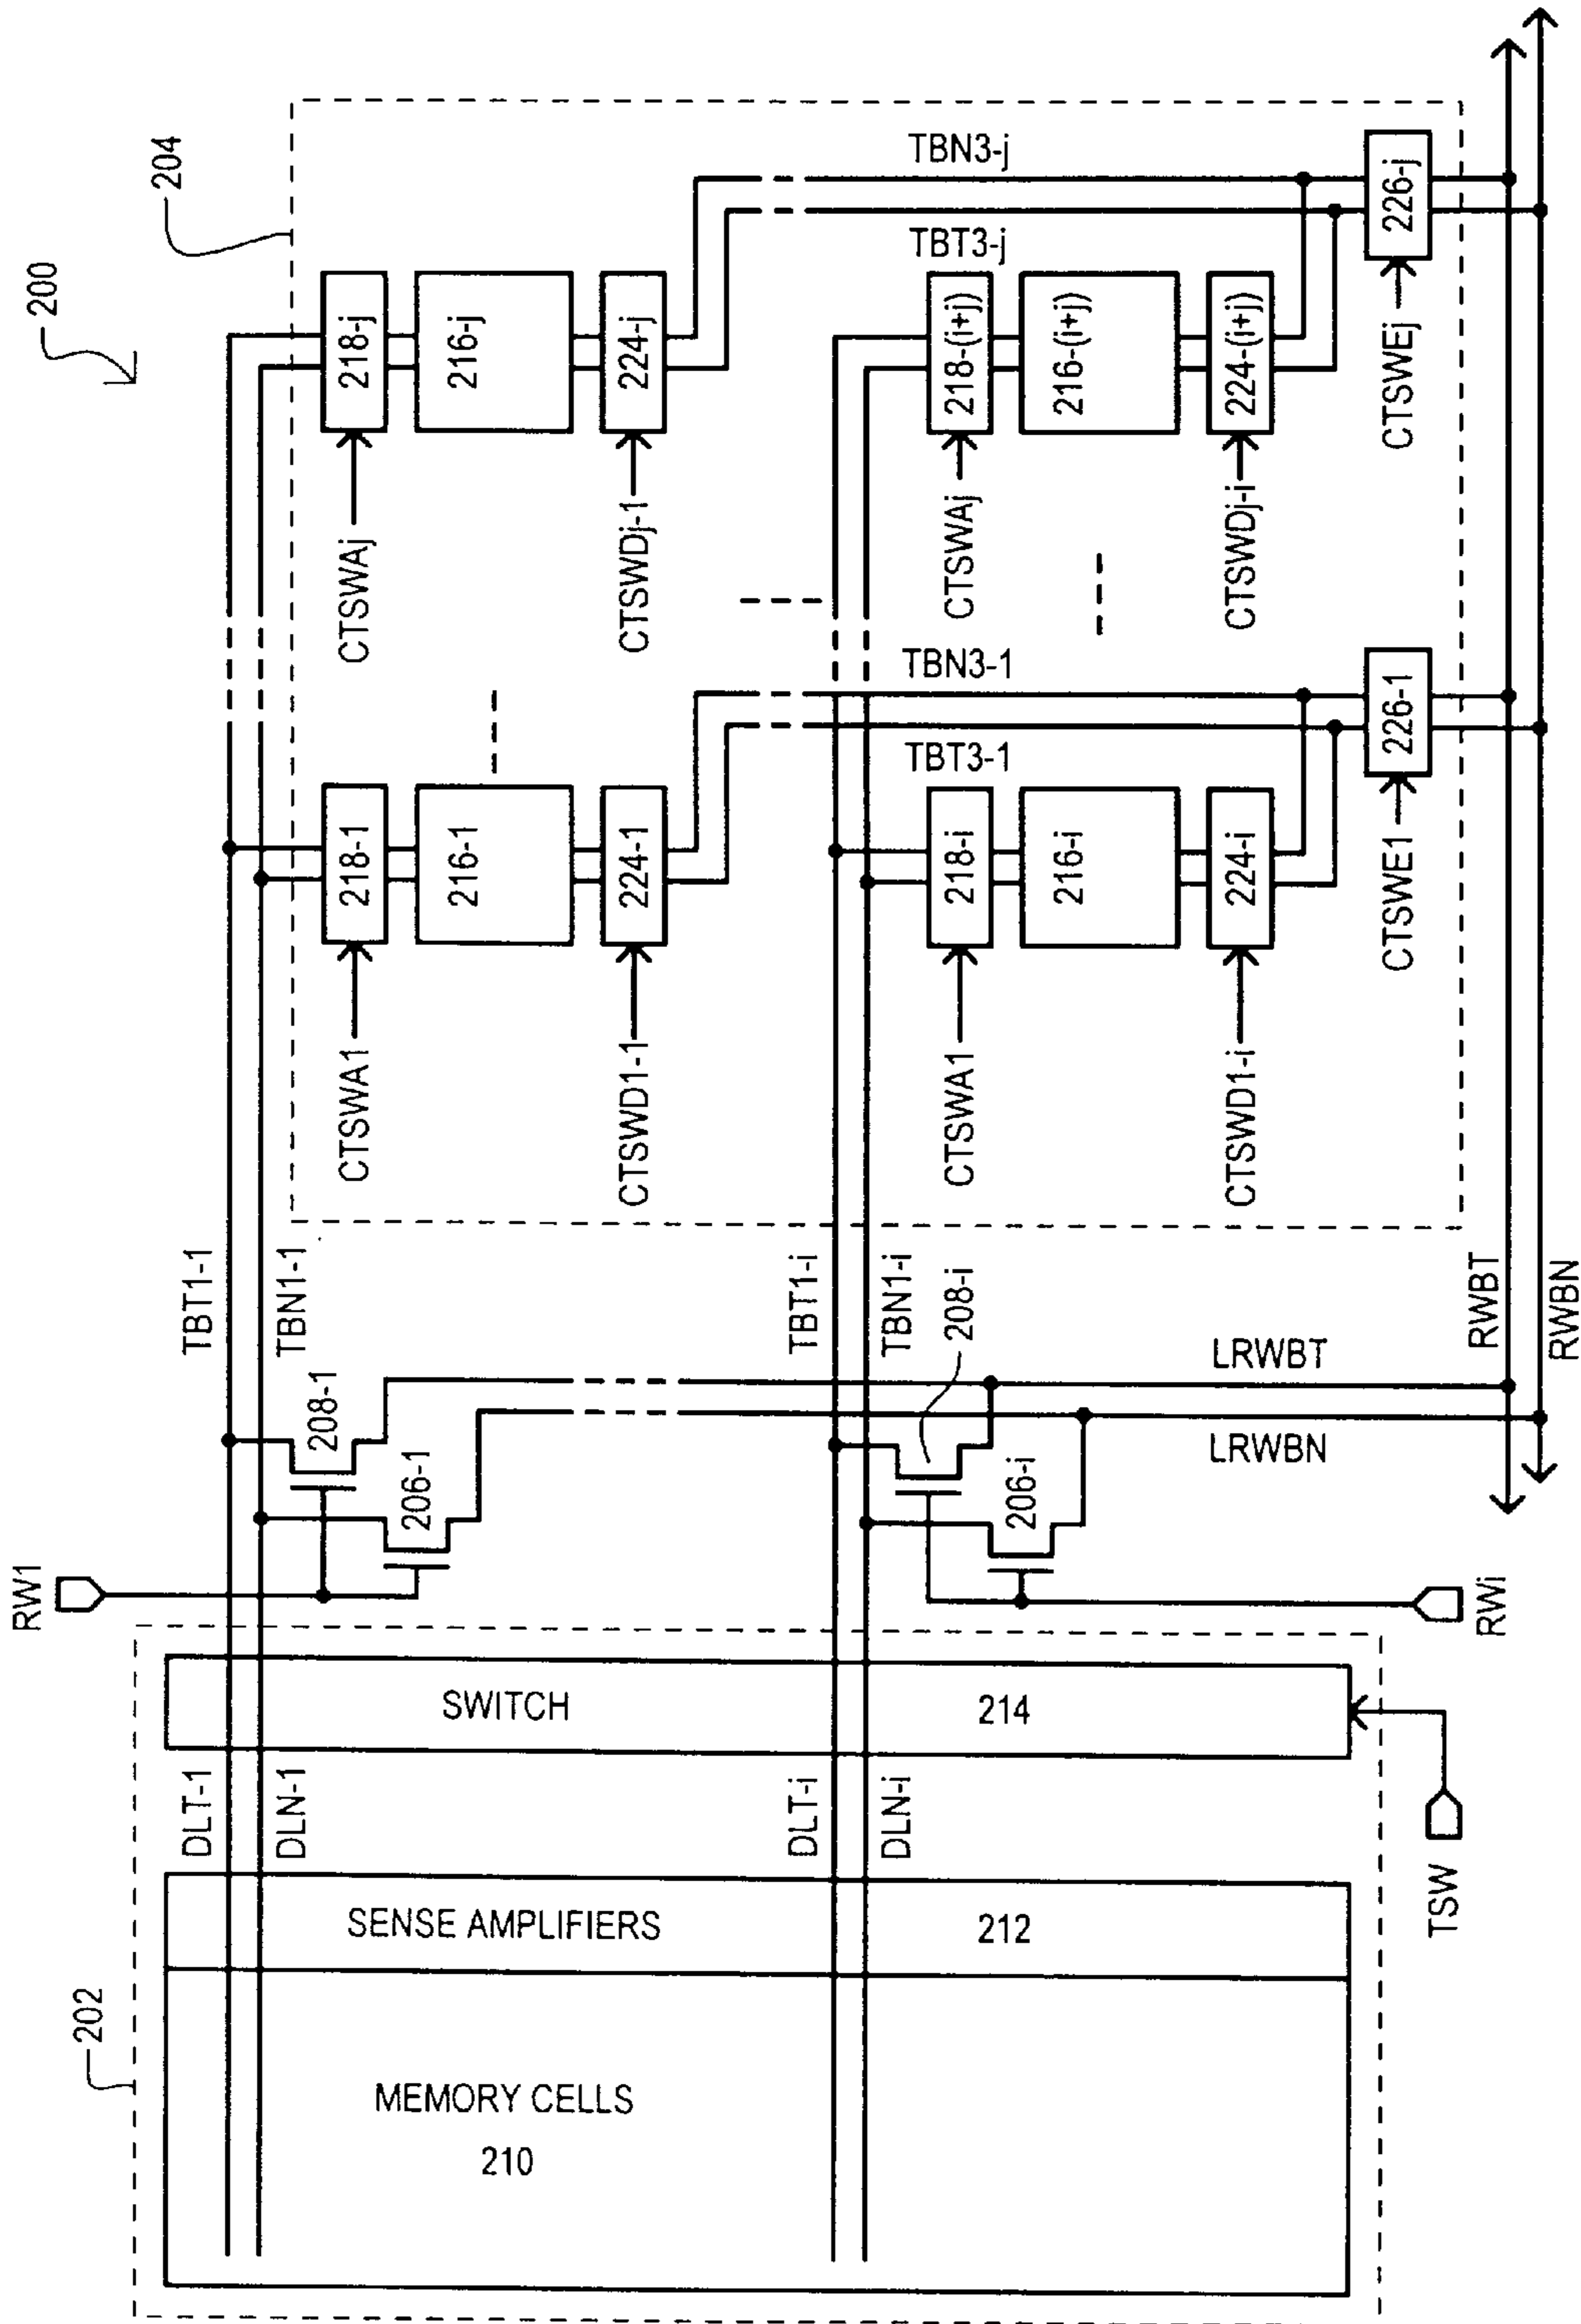 200
202
204
RW1
TBT1-1
TBN1-1
DLT-1
DLN-1
208-1
206-1
CTSWA1
218-1
216-1
CTSWD1-1
224-1
CTSWAj
218-j
216-j
CTSWDj-1
224-j
MEMORY CELLS
210
SENSE AMPLIFIERS
212
SWITCH
214
TSW
DLT-i
DLN-i
TBT1-i
TBN1-i
208-i
206-i
RWi
LRWBT
LRWBN
CTSWA1
218-i
216-i
CTSWD1-i
224-i
TBN3-1
TBT3-1
CTSWAj
218-(i+j)
216-(i+j)
CTSWDj-i
224-(i+j)
TBN3-j
TBT3-j
CTSWE1
226-1
CTSWEj
226-j
RWBT
RWBN